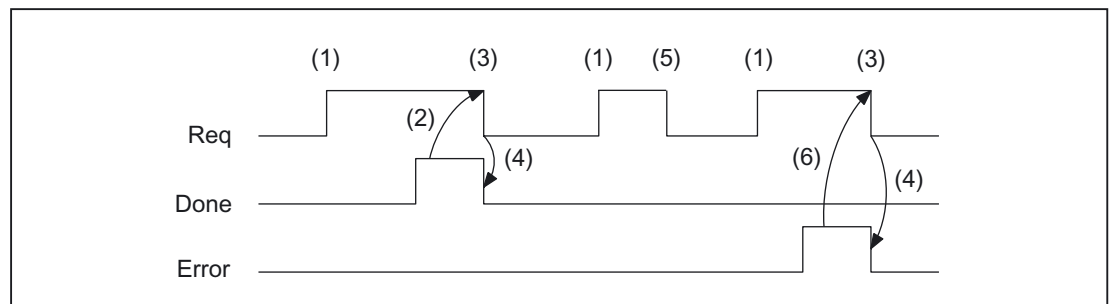 (1) (3) (1) (5) (1) (3)
Req (2) (6)
(4) (4)
Done
Error